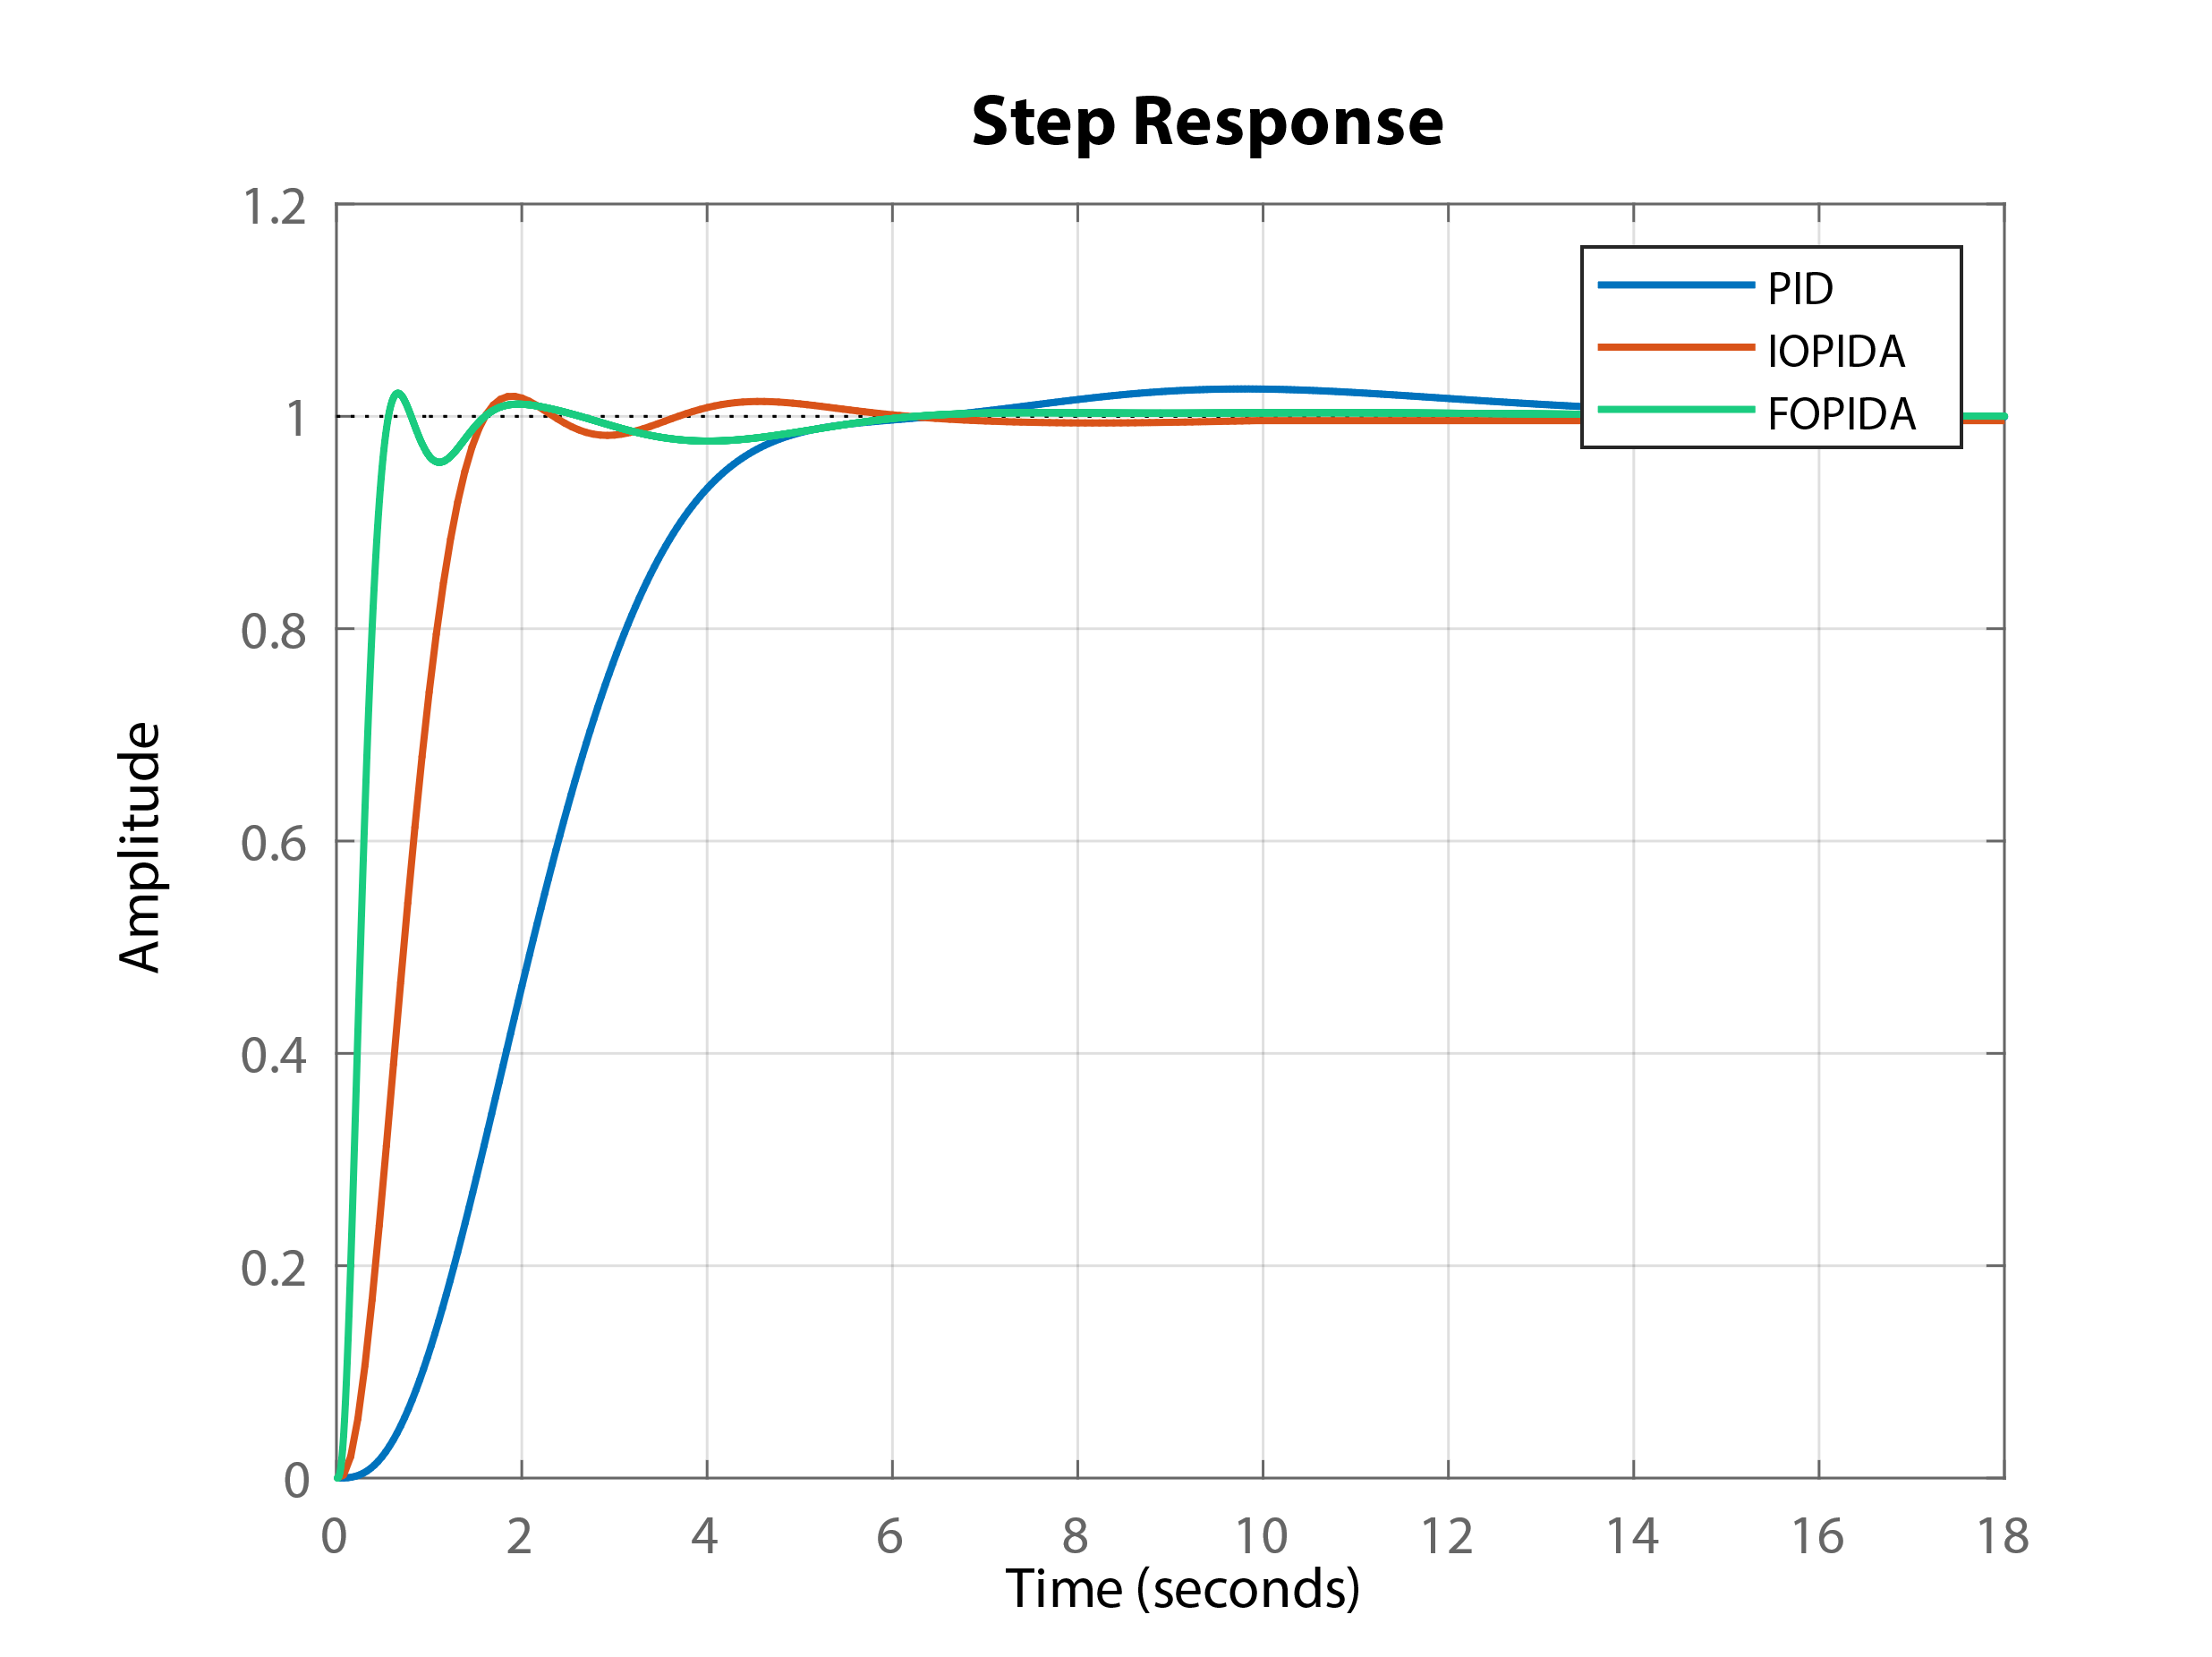 Step Response
1.2
1
0.8
0.6
0.4
0.2
0
Amplitude
PID
IOPIDA
FOPIDA
0 2 4 6 8 10 12 14 16 18
Time (seconds)